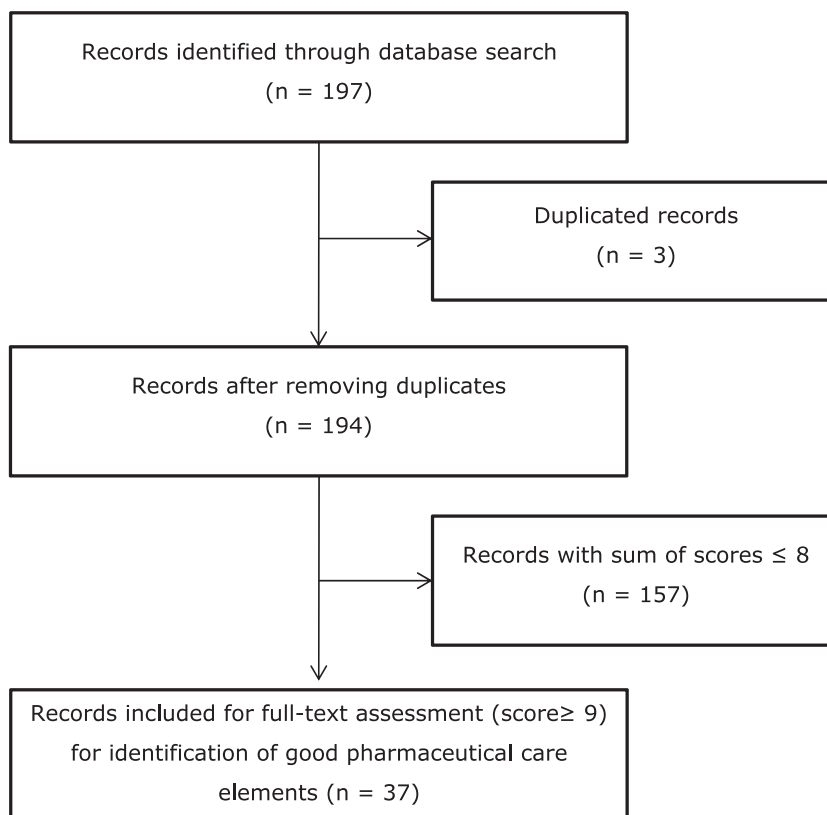 Records identified through database search
(n = 197)
Duplicated records
(n = 3)
Records after removing duplicates
(n = 194)
Records with sum of scores ≤ 8
(n = 157)
Records included for full-text assessment (score≥ 9)
for identification of good pharmaceutical care
elements (n = 37)